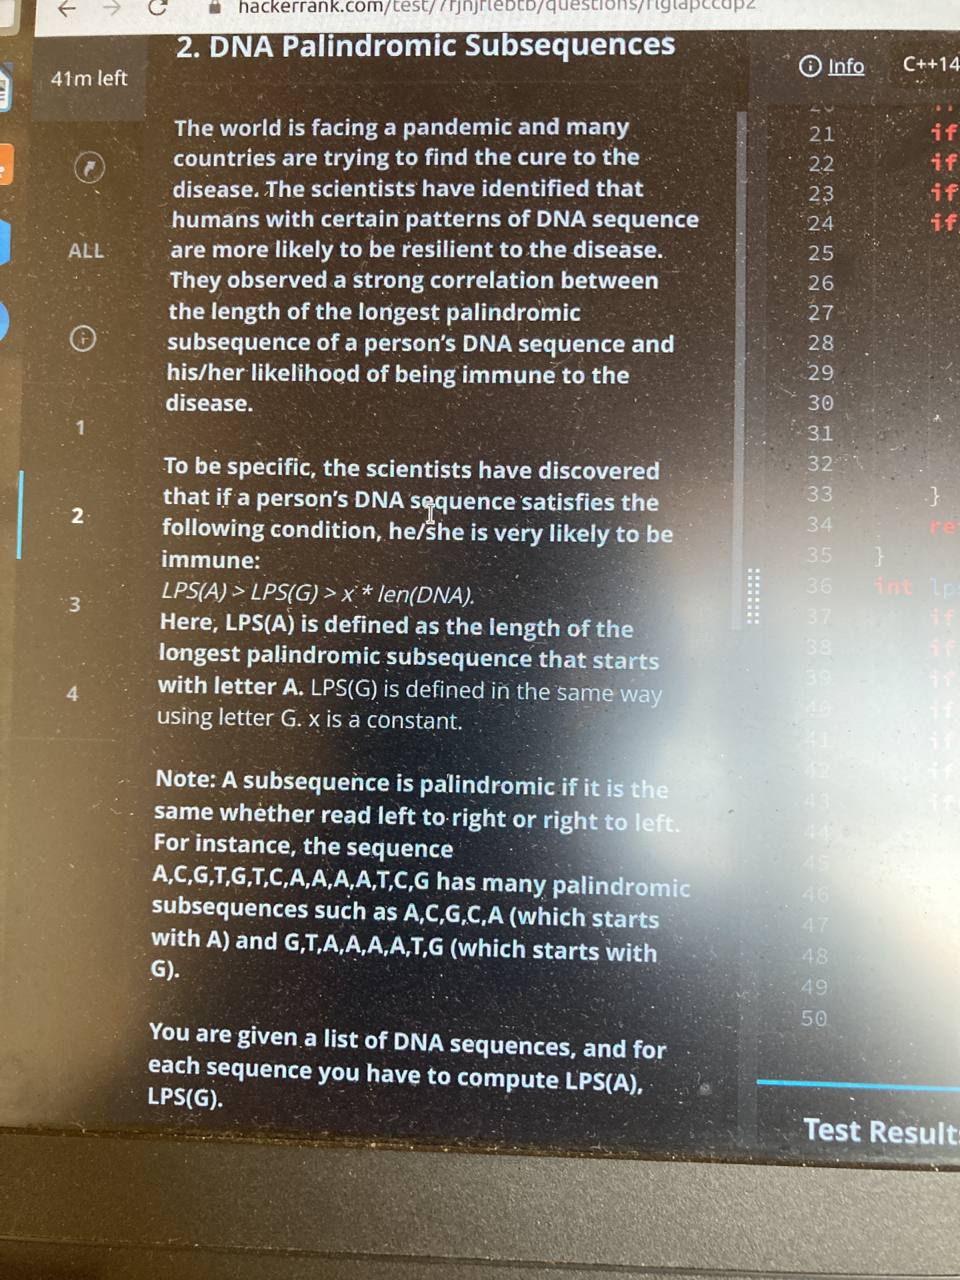 hackerrank.com/test/
2. DNA Palindromic Subsequences
41m left
Info
C++14
The world is facing a pandemic and many
countries are trying to find the cure to the
disease. The scientists have identified that
humans with certain patterns of DNA sequence
are more likely to be resilient to the disease.
They observed a strong correlation between
the length of the longest palindromic
subsequence of a person's DNA sequence and
his/her likelihood of being immune to the
disease.
To be specific, the scientists have discovered
that if a person's DNA sequence satisfies the
following condition, he/she is very likely to be
immune:
LPS(A) > LPS(G) > x * len(DNA).
Here, LPS(A) is defined as the length of the
longest palindromic subsequence that starts
with letter A. LPS(G) is defined in the same way
using letter G. x is a constant.
Note: A subsequence is palindromic if it is the
same whether read left to right or right to left.
For instance, the sequence
A,C,G,T,G,T,C,A,A,A,A,T,C,G has many palindromic
subsequences such as A,C,G,C,A (which starts
with A) and G,T,A,A,A,A,T,G (which starts with
G).
You are given a list of DNA sequences, and for
each sequence you have to compute LPS(A),
LPS(G).
ALL
1
2
3
4
21 if
22 if
23 if
24 if
25
26
27
28
29
30
31
32
33 }
34 re
35 }
36 int lps
37 if
38 if
39 if
40 if
41 if
42 if
43 if
44
45
46
47
48
49
50
Test Results